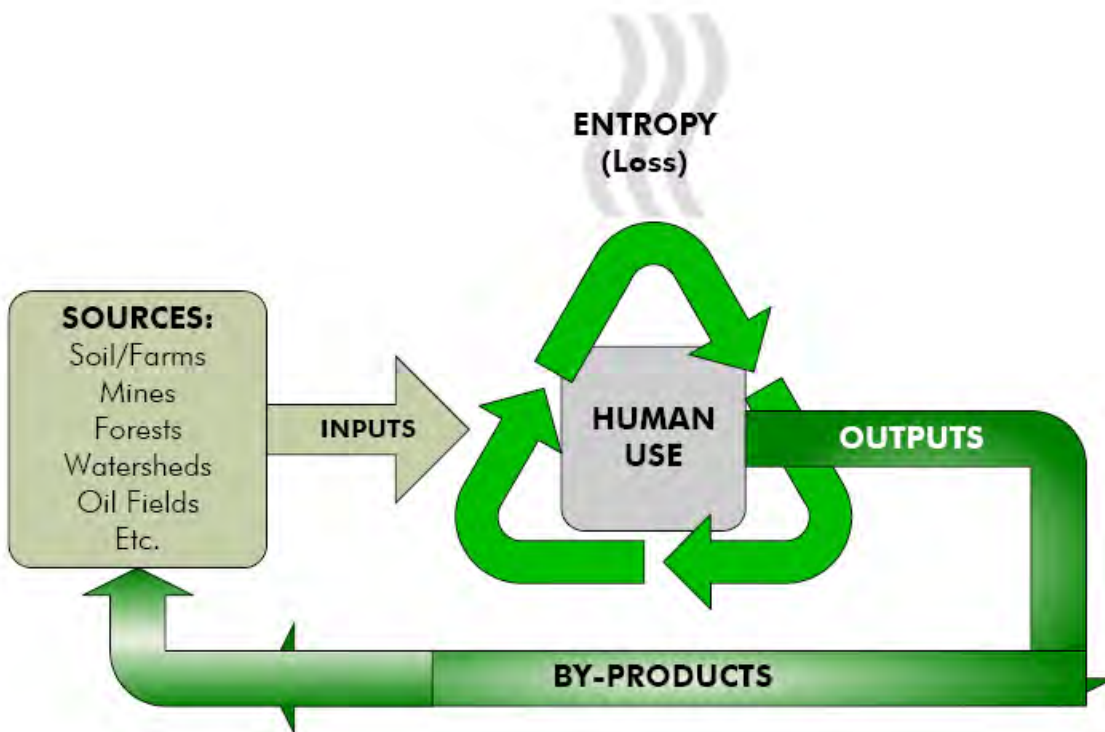 ENTROPY
(Loss)
SOURCES:
Soil/Farms
Mines
Forests
Watersheds
Oil Fields
Etc.
INPUTS
HUMAN
USE
OUTPUTS
BY-PRODUCTS